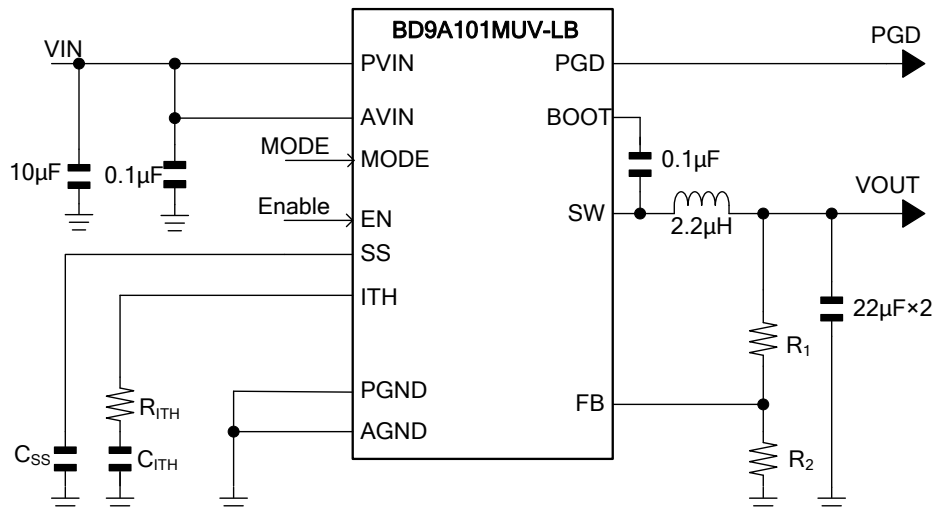 BD9A101MUV-LB
VIN
PVIN
PGD
PGD
AVIN
BOOT
MODE
MODE
10µF
0.1µF
0.1µF
Enable
EN
SW
2.2µH
VOUT
SS
ITH
22µF×2
R1
PGND
FB
RITH
AGND
CSS
CITH
R2